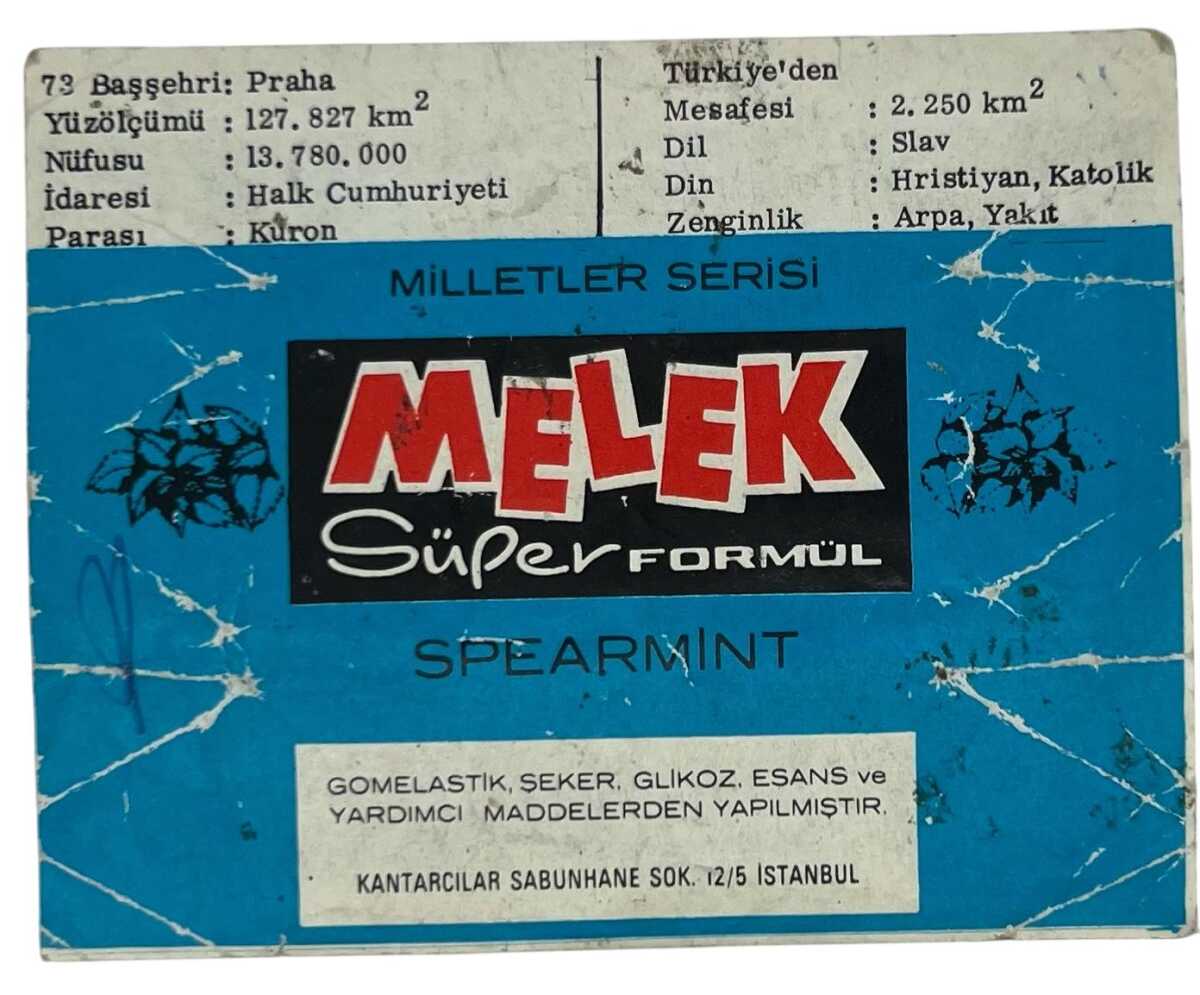 73 Başşehri: Praha
Yüzölçümü : 127.827 km²
Nüfusu : 13.780.000
İdaresi : Halk Cumhuriyeti
Parası : Kuron
Türkiye'den
Mesafesi : 2.250 km²
Dil : Slav
Din : Hristiyan, Katolik
Zenginlik : Arpa, Yakıt
MİLLETLER SERİSİ
MELEK
Süper FORMÜL
SPEARMİNT
GOMELASTİK, ŞEKER, GLİKOZ, ESANS ve
YARDIMCI MADDELERDEN YAPILMIŞTIR.
KANTARCILAR SABUNHANE SOK. 12/5 İSTANBUL